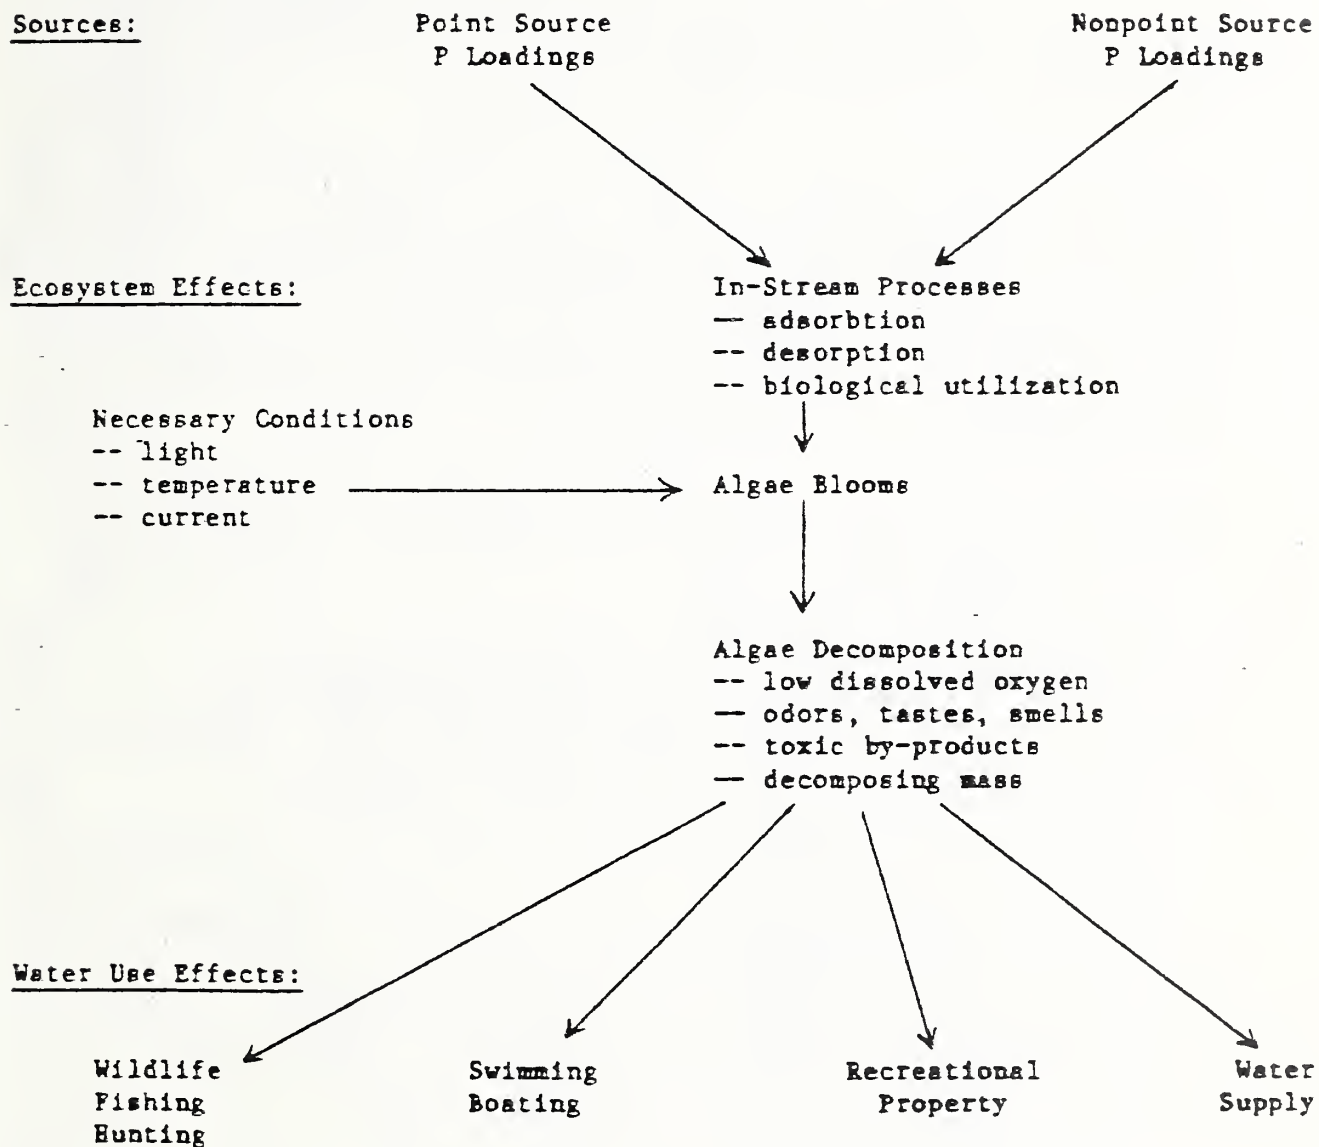 Sources:
Point Source
P Loadings
Nonpoint Source
P Loadings
Ecosystem Effects:
In-Stream Processes
— adsorbtion
-- desorption
-- biological utilization
Necessary Conditions
-- light
-- temperature
-- current
Algae Blooms
Algae Decomposition
-- low dissolved oxygen
— odors, tastes, smells
-- toxic by-products
— decomposing mass
Water Use Effects:
Wildlife
Fishing
Hunting
Swimming
Boating
Recreational
Property
Water
Supply